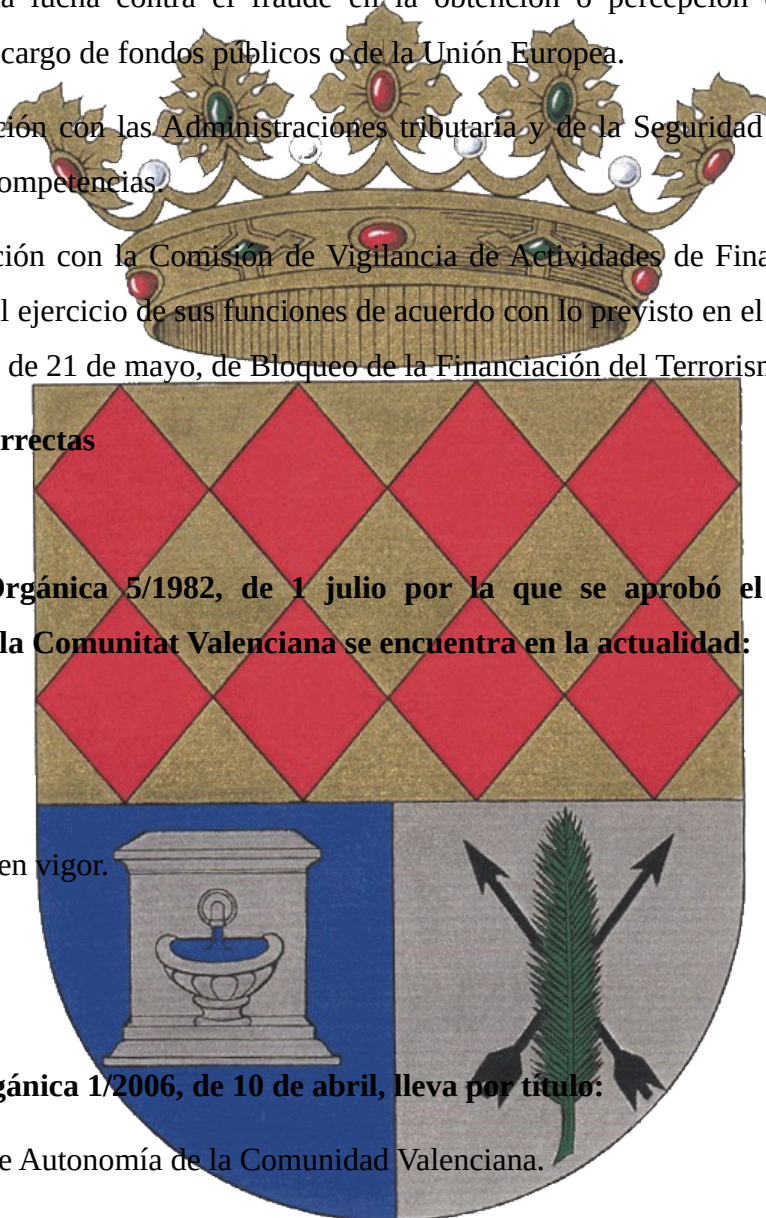 la lucha contra el fraude en la obtención o percepción
cargo de fondos públicos o de la Unión Europea.
ción con las Administraciones tributaria y de la Seguridad
ompetencias.
ción con la Comisión de Vigilancia de Actividades de Fina
l ejercicio de sus funciones de acuerdo con lo previsto en el
de 21 de mayo, de Bloqueo de la Financiación del Terroris
rrectas
Orgánica 5/1982, de 1 julio por la que se aprobó el
la Comunitat Valenciana se encuentra en la actualidad:
en vigor.
gánica 1/2006, de 10 de abril, lleva por título:
e Autonomía de la Comunidad Valenciana.